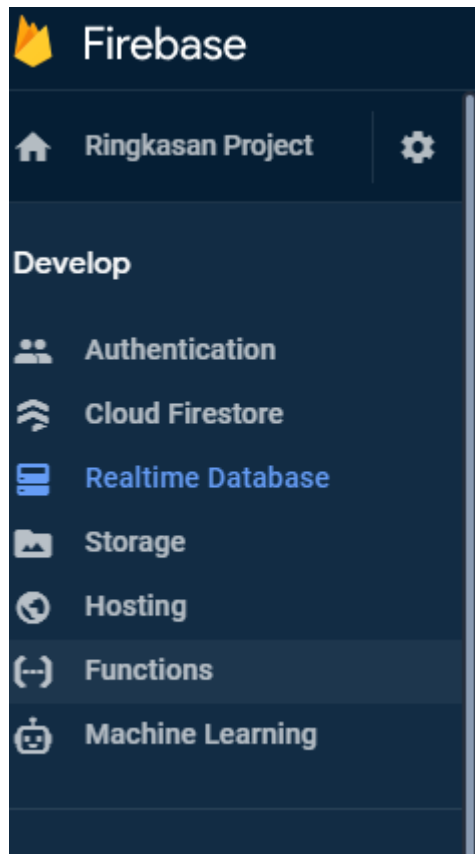 Firebase
Ringkasan Project
Develop
Authentication
Cloud Firestore
Realtime Database
Storage
Hosting
Functions
Machine Learning